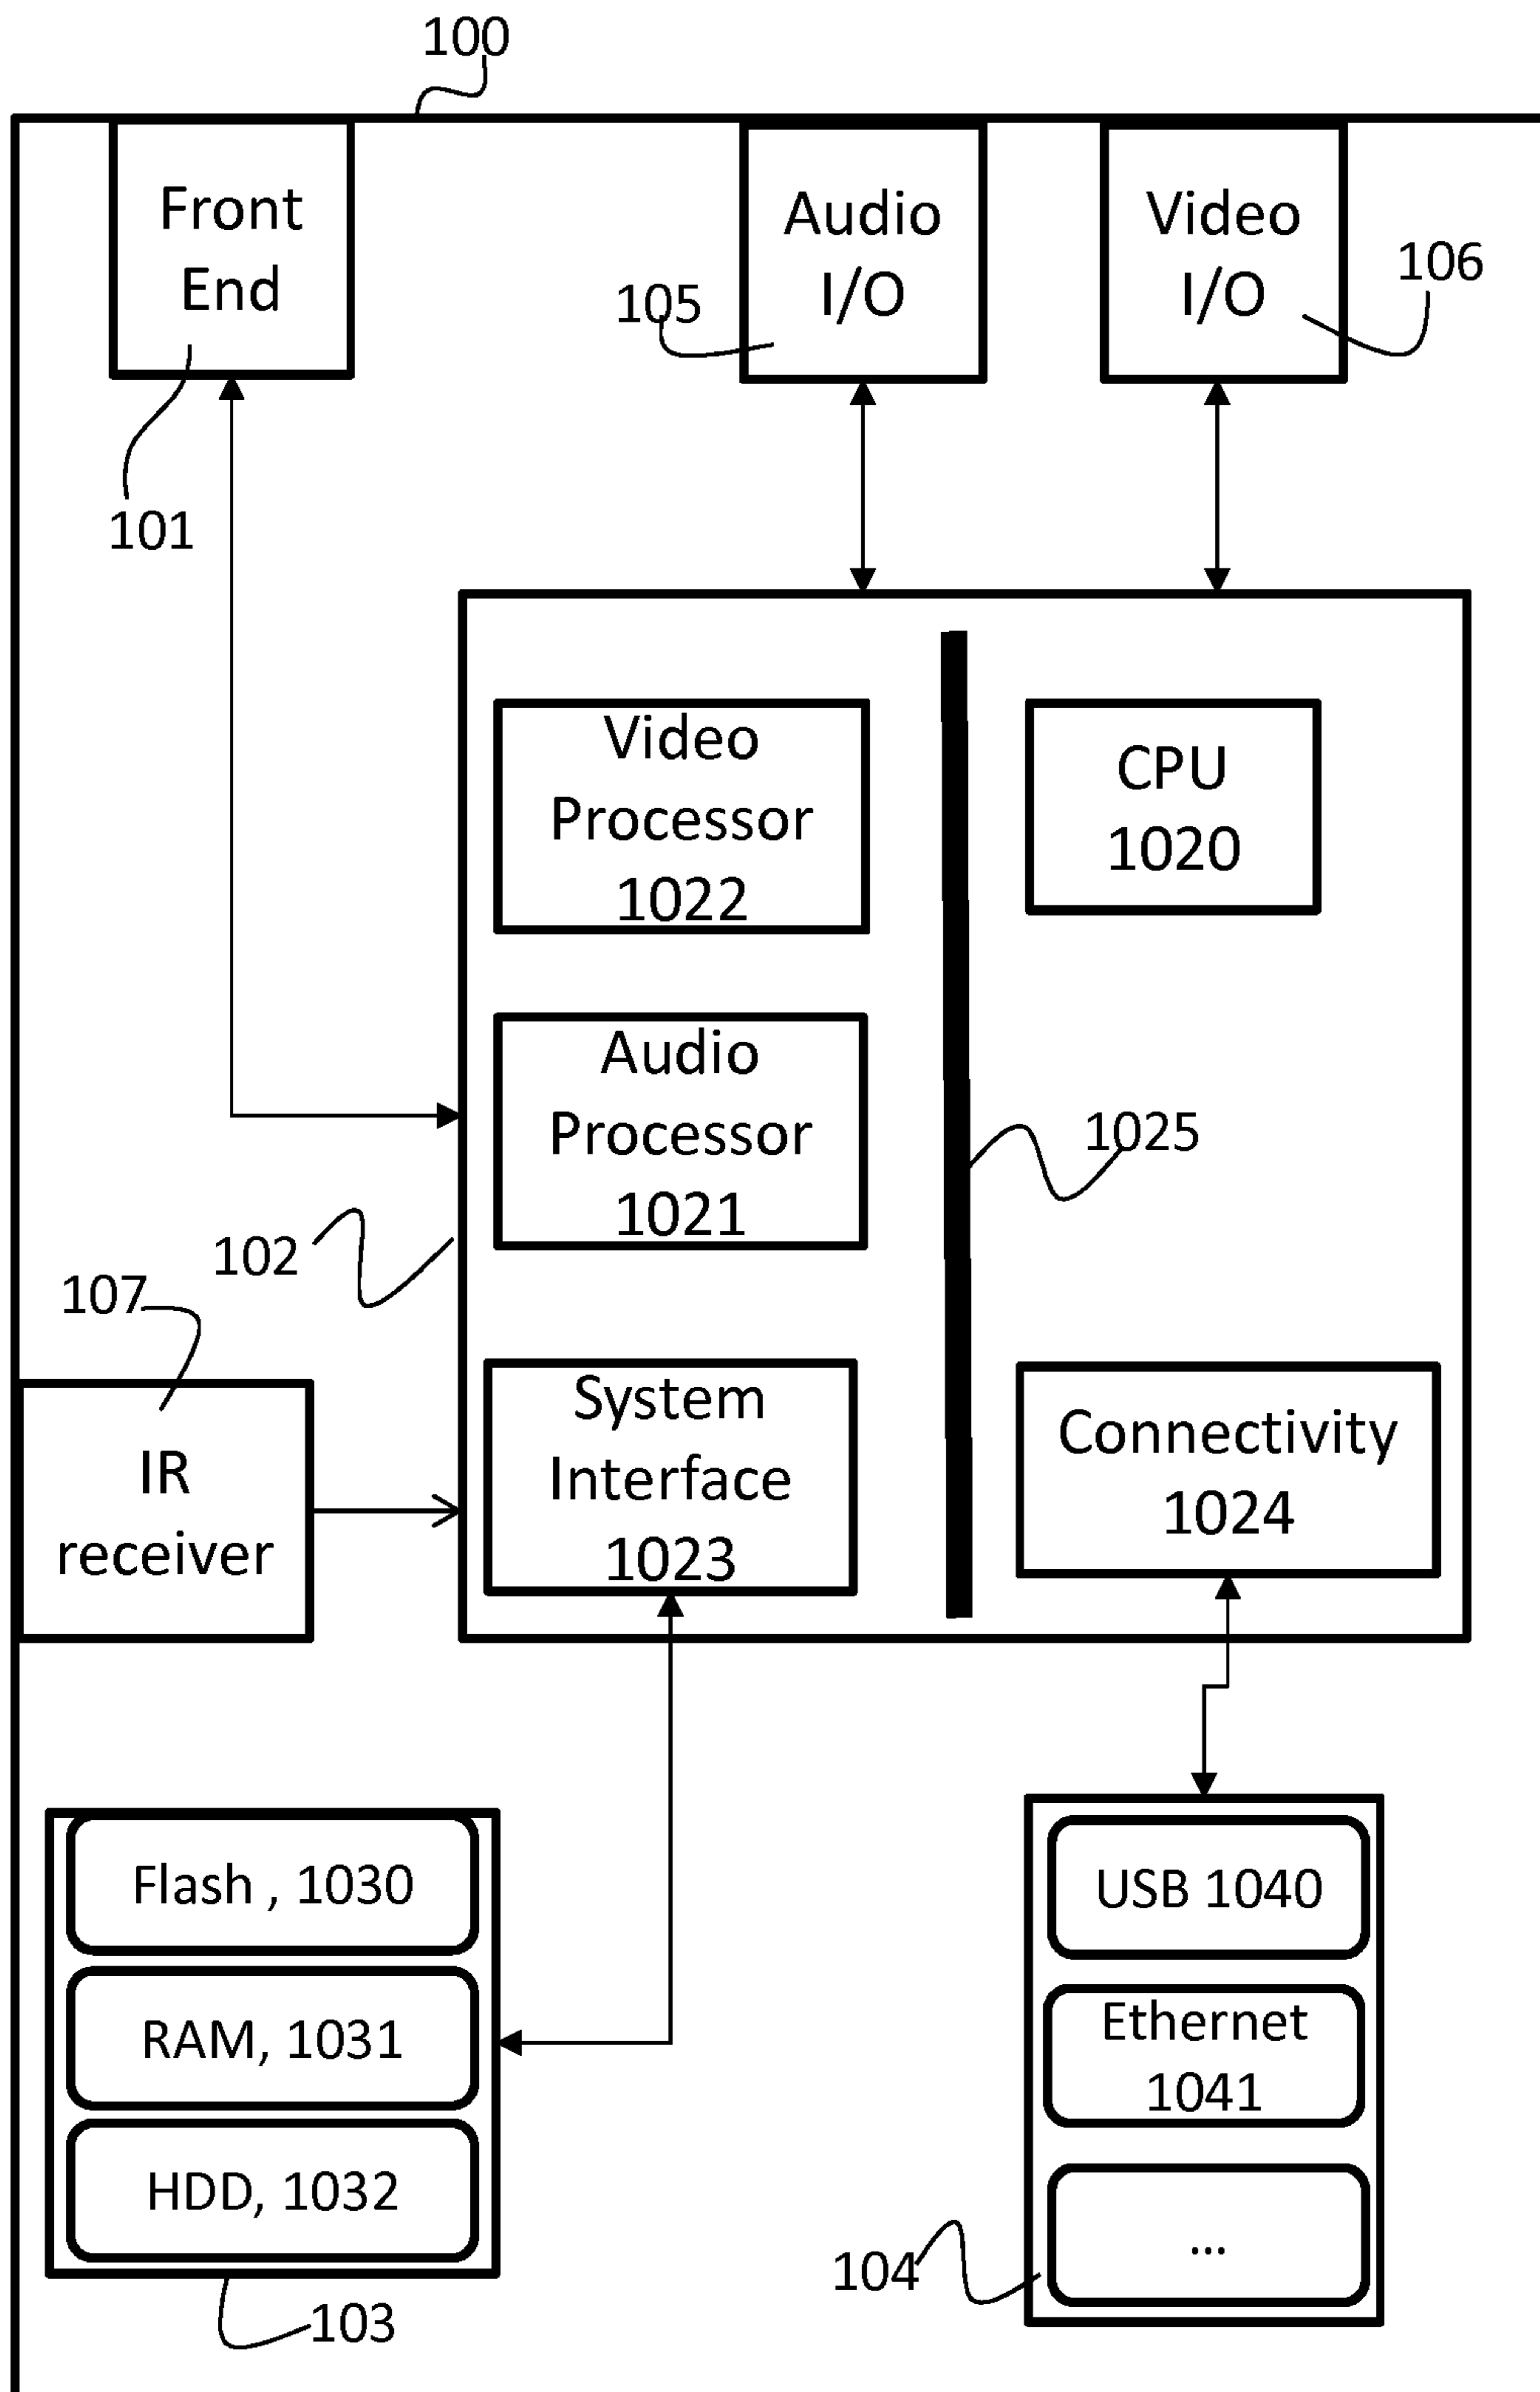 100
Front
End
Audio
I/O
Video
I/O
105
106
101
Video
Processor
1022
CPU
1020
Audio
Processor
1021
1025
102
107
IR
receiver
System
Interface
1023
Connectivity
1024
Flash , 1030
RAM, 1031
HDD, 1032
103
USB 1040
Ethernet
1041
...
104